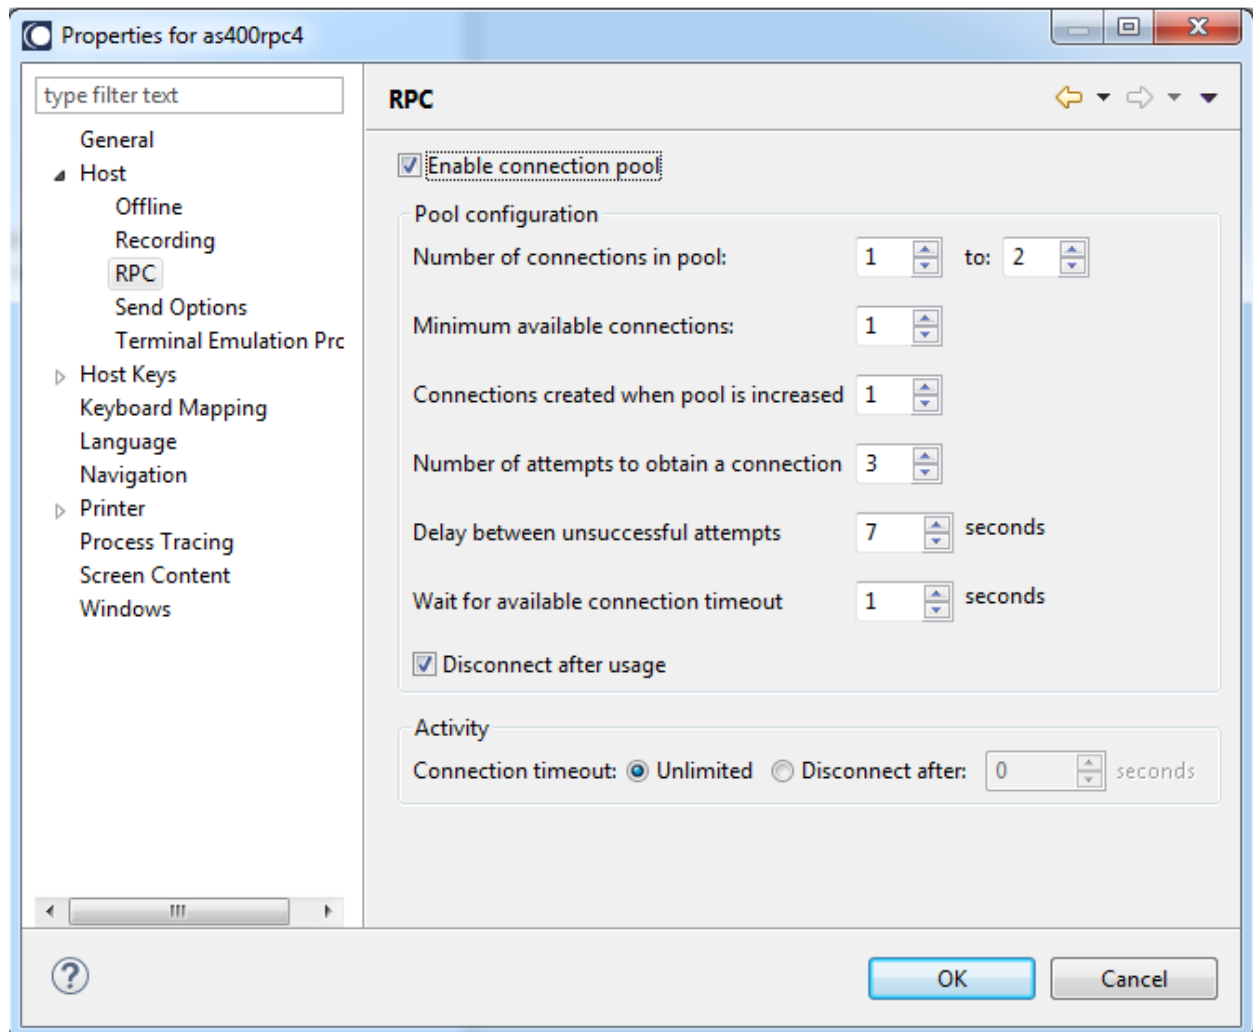 Properties for as400rpc4
type filter text
General
Host
Offline
Recording
RPC
Send Options
Terminal Emulation Prc
Host Keys
Keyboard Mapping
Language
Navigation
Printer
Process Tracing
Screen Content
Windows
RPC
Enable connection pool
Pool configuration
Number of connections in pool: 1 to: 2
Minimum available connections: 1
Connections created when pool is increased 1
Number of attempts to obtain a connection 3
Delay between unsuccessful attempts 7 seconds
Wait for available connection timeout 1 seconds
Disconnect after usage
Activity
Connection timeout: Unlimited Disconnect after: 0 seconds
OK Cancel